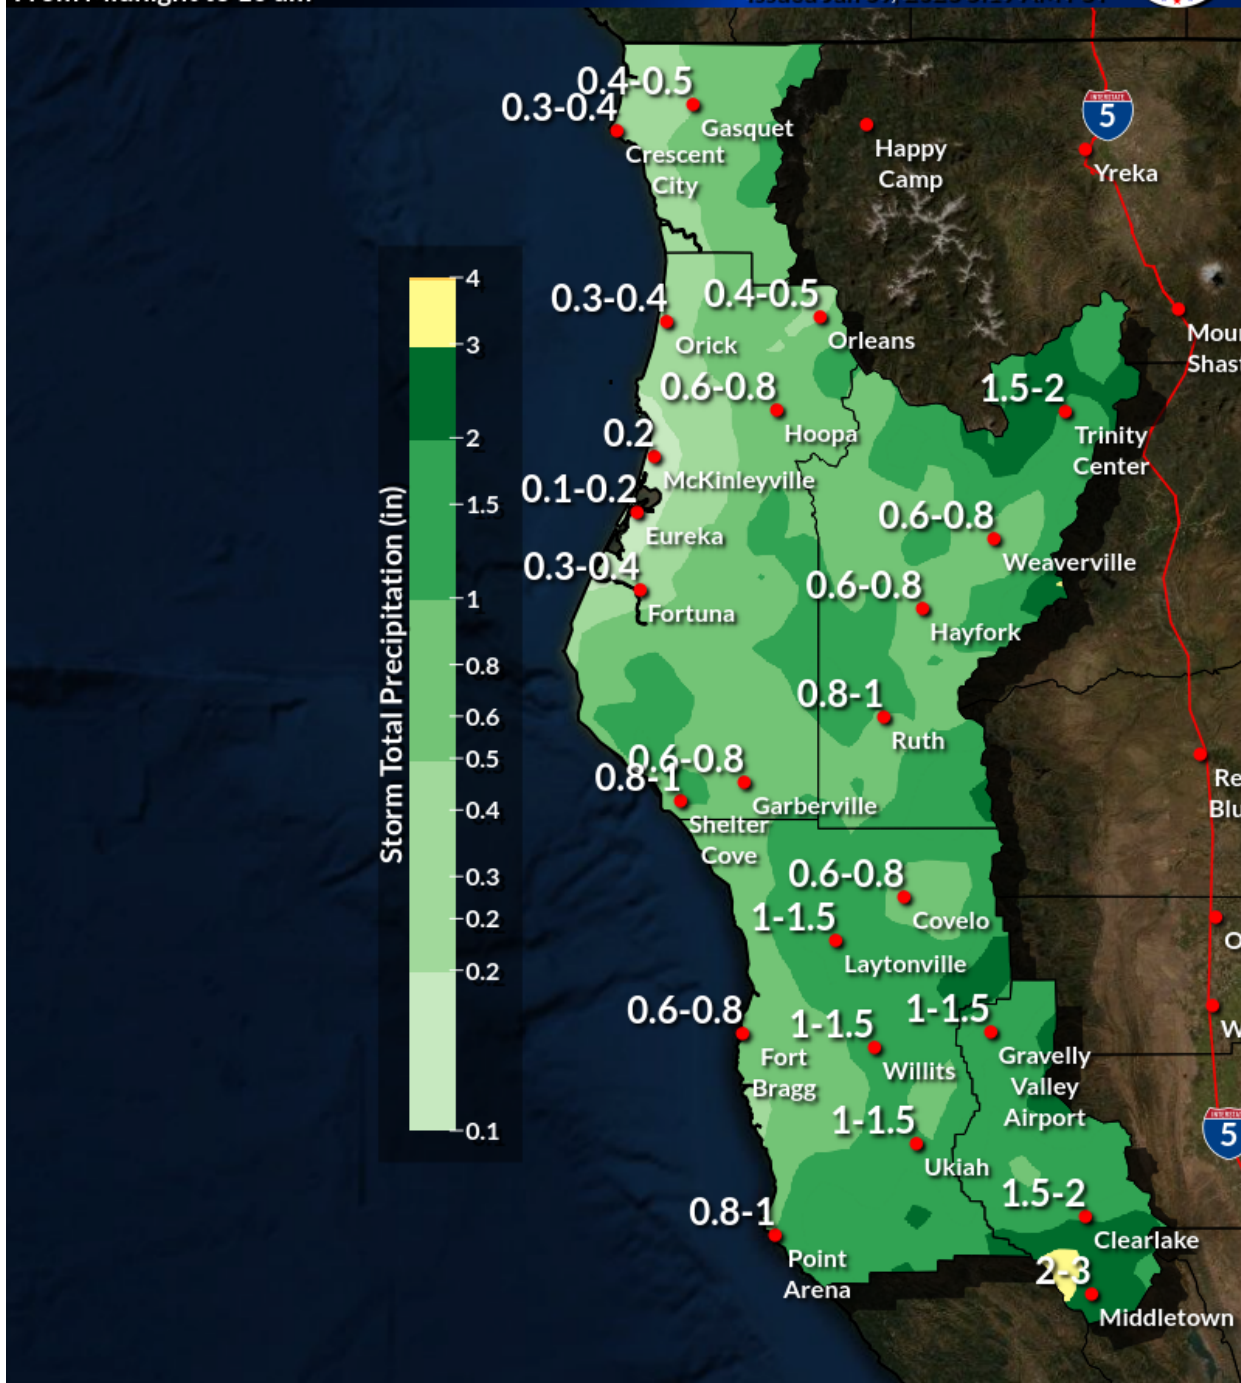 0.4-0.5
0.3-0.4
Gasquet
Crescent
City
Happy
Camp
INTERSTATE
5
Yreka
4
3
2
1.5
1
0.8
0.6
0.5
0.4
0.3
0.2
0.2
0.1
Storm Total Precipitation (in)
0.3-0.4
Orick
0.4-0.5
Orleans
0.6-0.8
Hoopa
1.5-2
Trinity
Center
0.2
McKinleyville
0.1-0.2
Eureka
0.6-0.8
Weaverville
0.3-0.4
Fortuna
0.6-0.8
Hayfork
0.8-1
Ruth
0.6-0.8
Garberville
0.8-1
Shelter
Cove
0.6-0.8
Covelo
1-1.5
Laytonville
0.6-0.8
Fort
Bragg
1-1.5
Willits
1-1.5
Gravelly
Valley
Airport
1-1.5
Ukiah
INTERSTATE
5
0.8-1
Point
Arena
1.5-2
Clearlake
2-3
Middletown